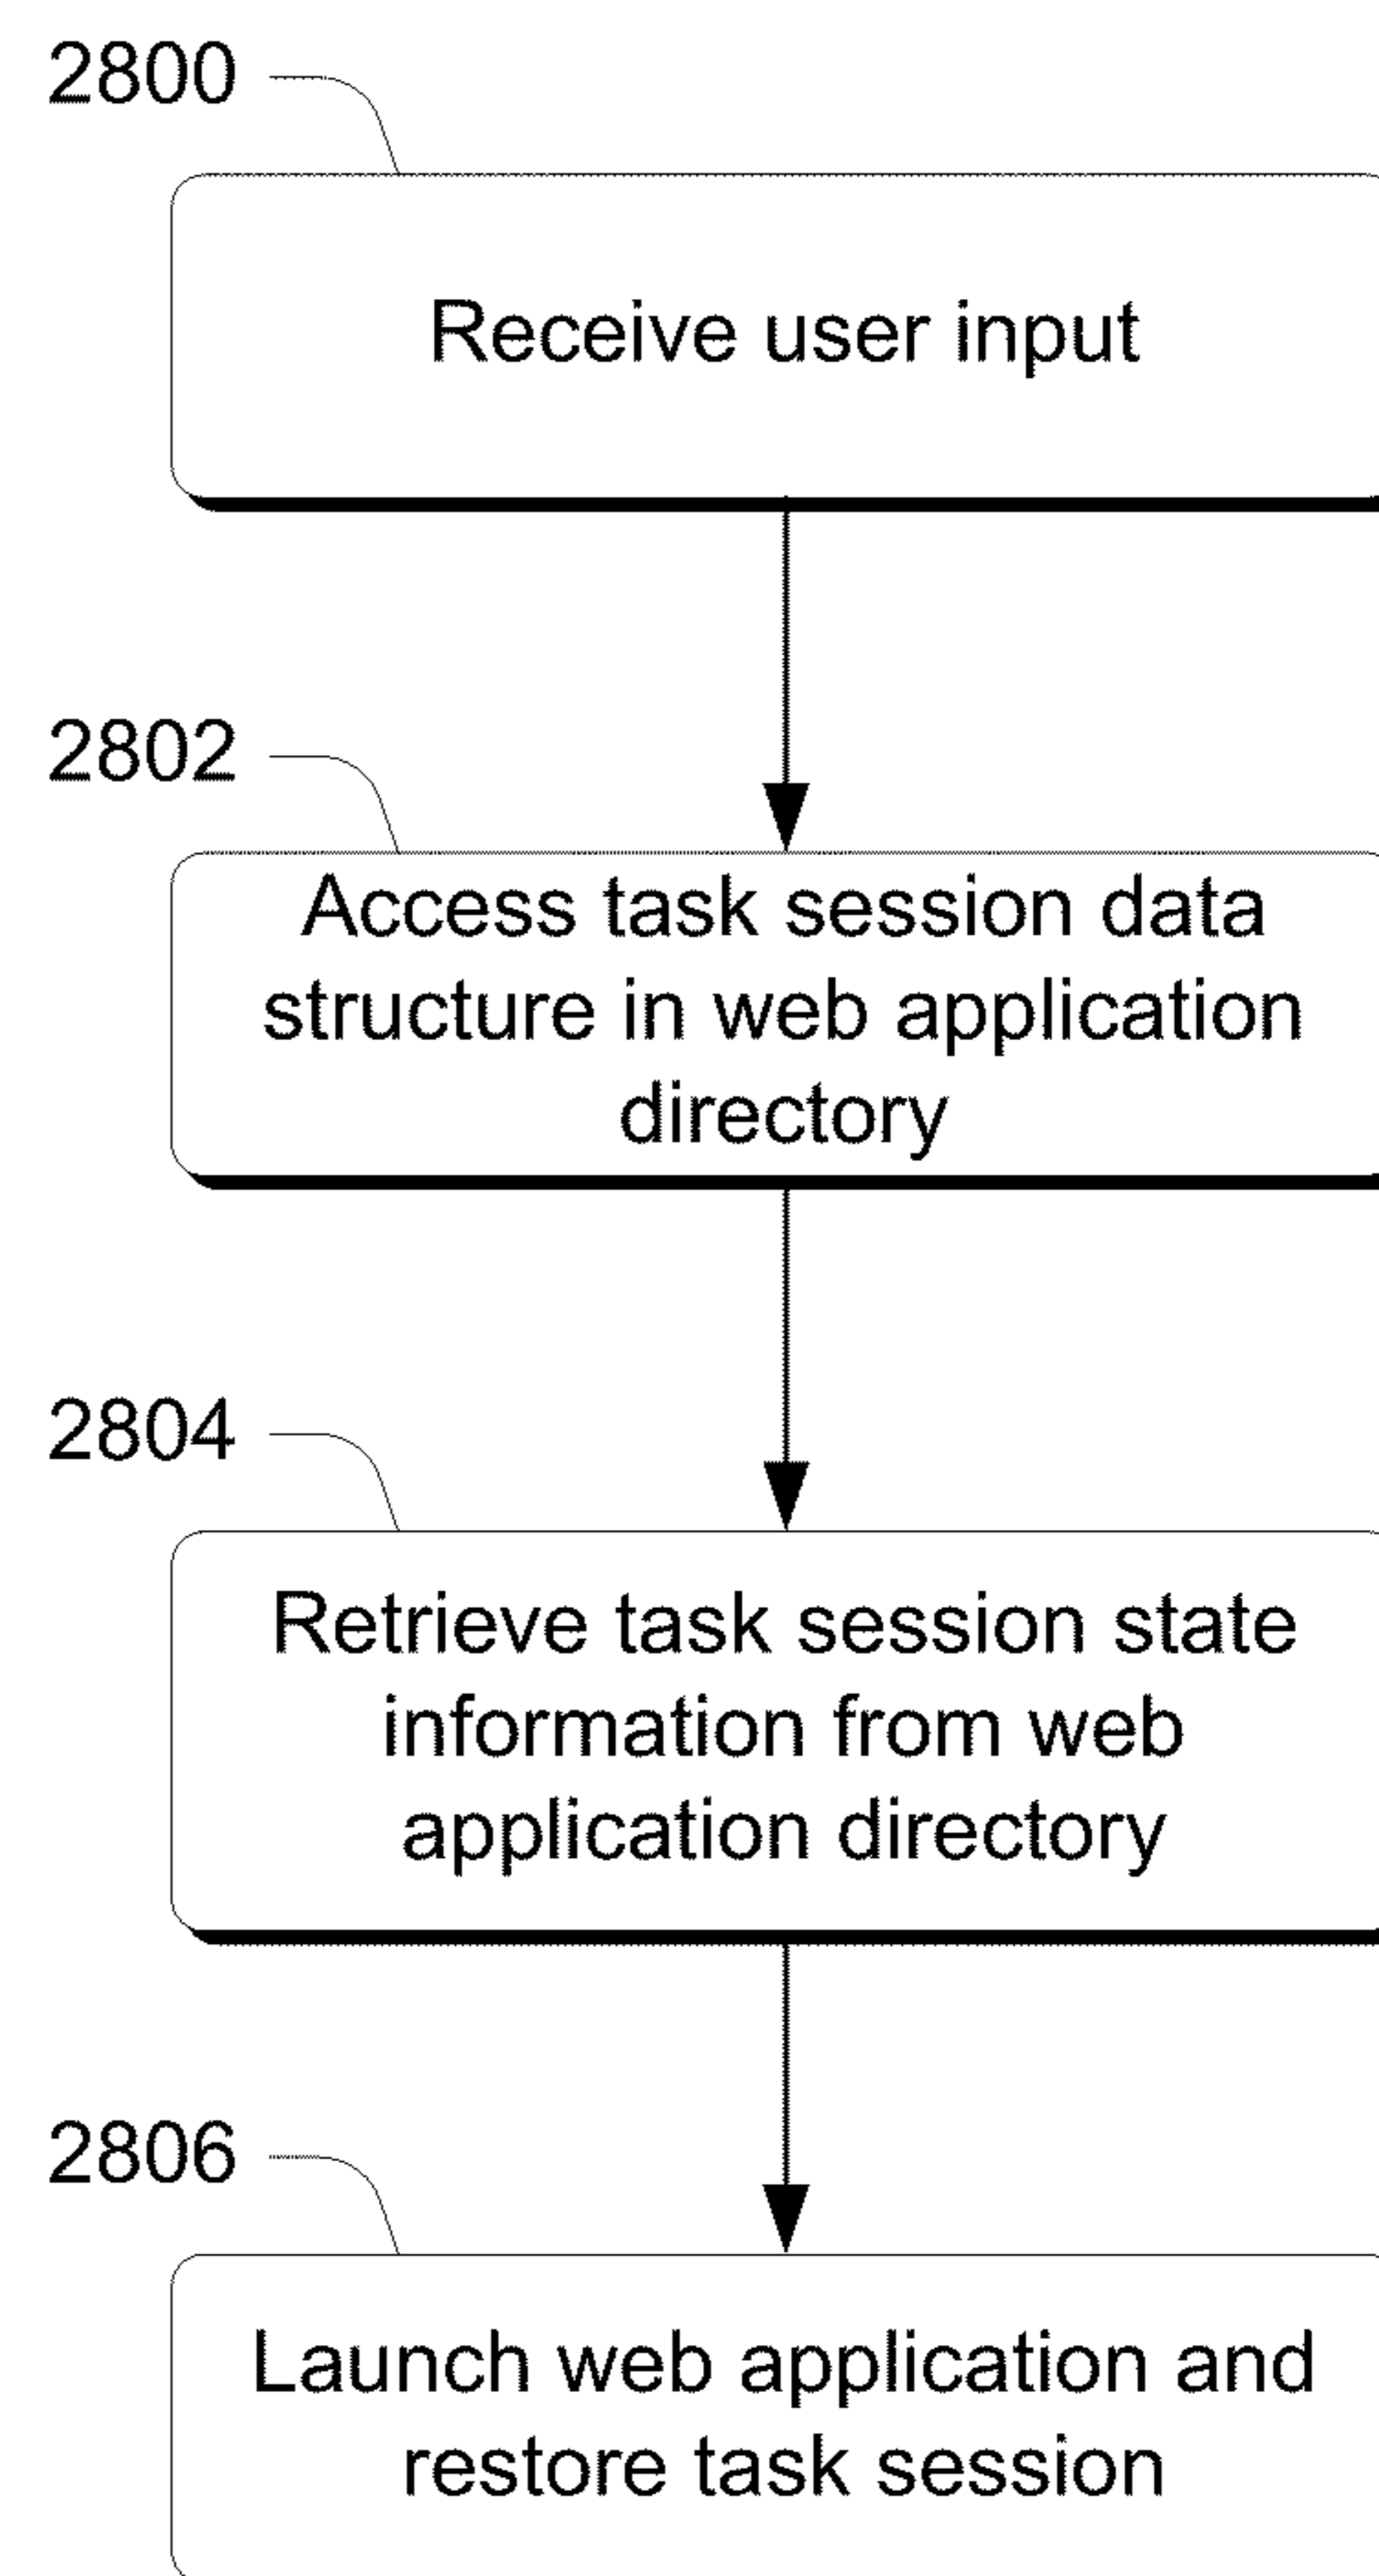 2800
Receive user input
2802
Access task session data
structure in web application
directory
2804
Retrieve task session state
information from web
application directory
2806
Launch web application and
restore task session